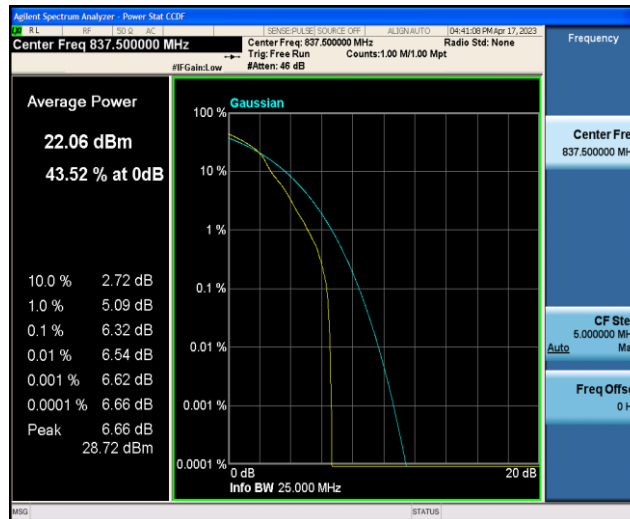 Agilent Spectrum Analyzer - Power Stat CCDF
RL RF 50 Ω AC SENSE:PULSE SOURCE OFF ALIGN AUTO 04:41:08 PM Apr 17, 2023
Center Freq 837.500000 MHz
Center Freq: 837.500000 MHz Radio Std: None
Trig: Free Run Counts:1.00 M/1.00 Mpt
#IFGain:Low #Atten: 46 dB
Frequency
Average Power
22.06 dBm
43.52 % at 0dB
10.0 % 2.72 dB
1.0 % 5.09 dB
0.1 % 6.32 dB
0.01 % 6.54 dB
0.001 % 6.62 dB
0.0001 % 6.66 dB
Peak 6.66 dB
28.72 dBm
Gaussian
100 %
10 %
1 %
0.1 %
0.01 %
0.001 %
0.0001 %
0 dB 20 dB
Info BW 25.000 MHz
Center Fre
837.500000 MH
CF Ste
5.000000 MH
Auto Ma
Freq Offse
0 H
MSG STATUS